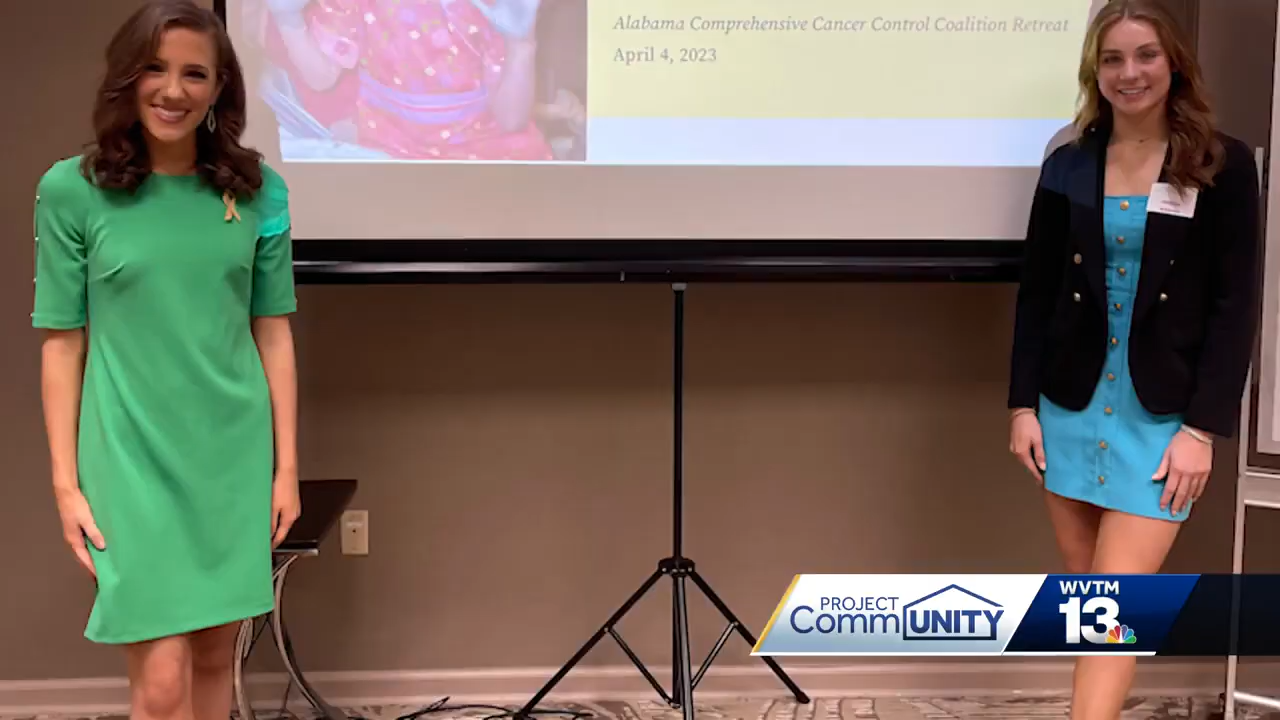 Alabama Comprehensive Cancer Control Coalition Retreat
April 4, 2023
PROJECT
CommUNITY
WVTM
13